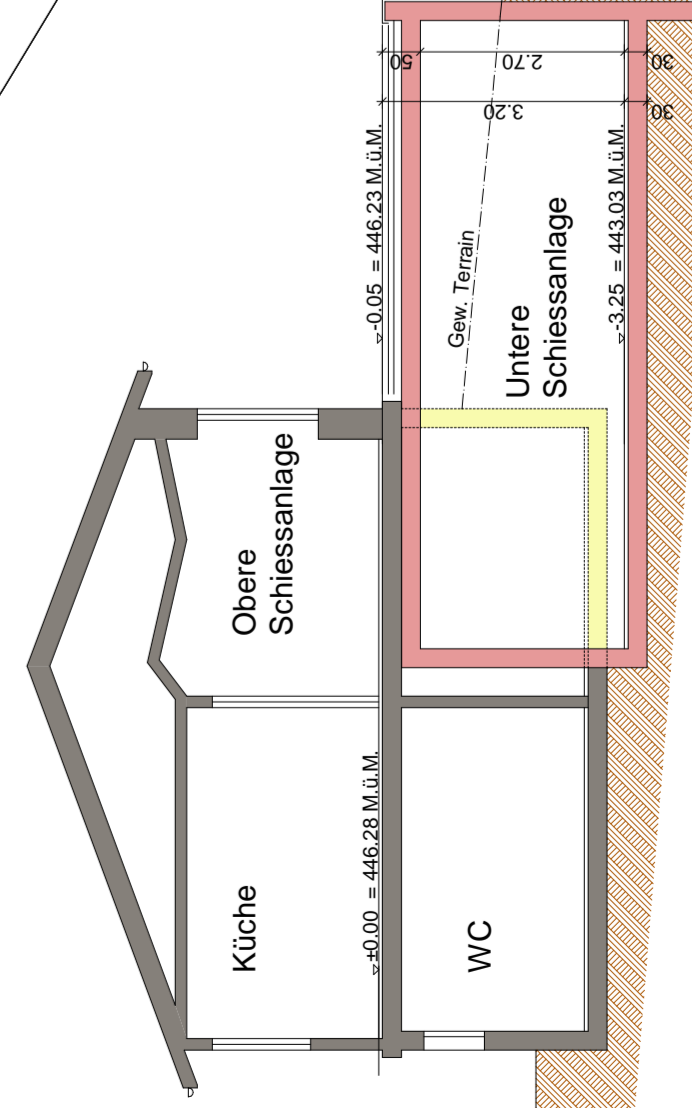 Küche
Obere
Schiessanlage
WC
Untere
Schiessanlage
Gew. Terrain
±0.00 = 446.28 M.ü.M.
-0.05 = 446.23 M.ü.M.
-3.25 = 443.03 M.ü.M.
50
2.70
30
3.20
30